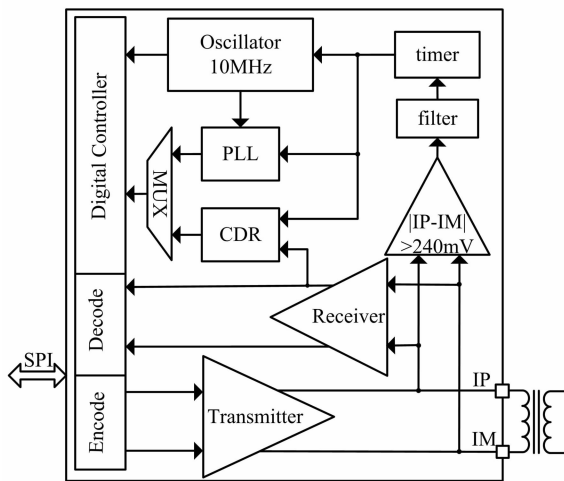 Oscillator
10MHz
timer
filter
PLL
MUX
CDR
|IP-IM|
>240mV
Digital Controller
Decode
Encode
Receiver
Transmitter
SPI
IP
IM